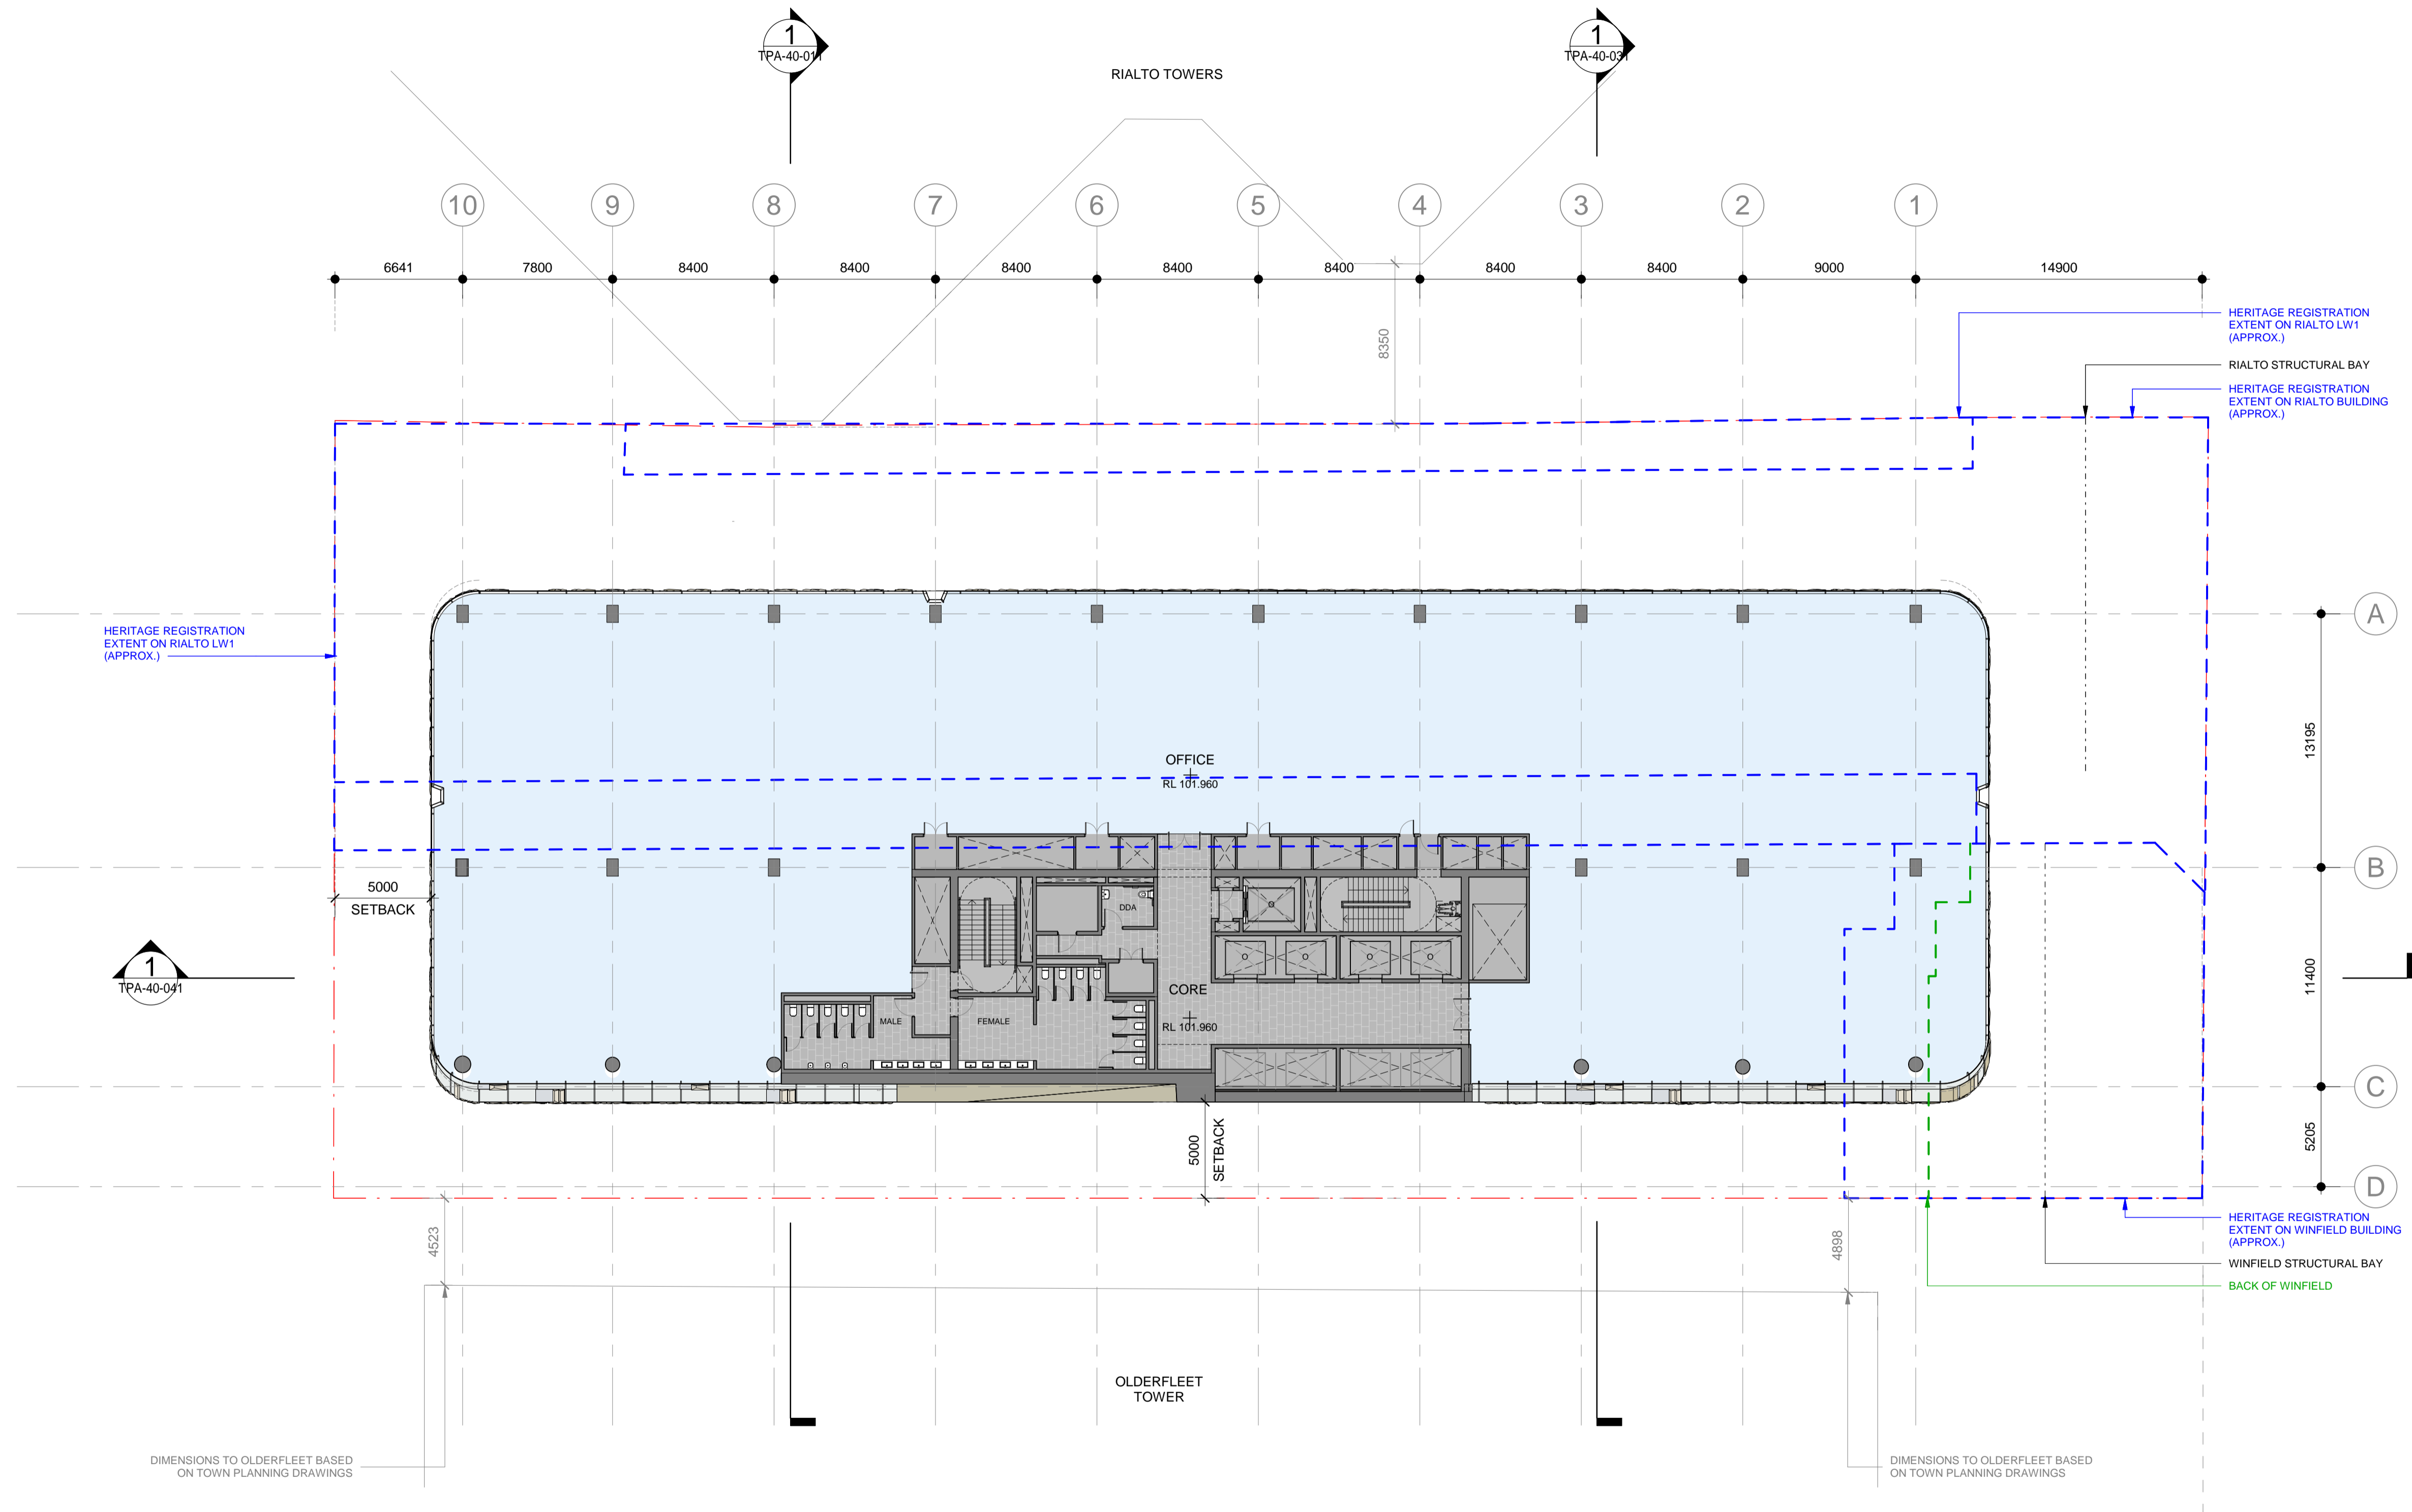 1
TPA-40-011
1
TPA-40-031
RIALTO TOWERS
10
9
8
7
6
5
4
3
2
1
6641
7800
8400
8400
8400
8400
8400
8400
8400
9000
14900
8350
HERITAGE REGISTRATION
EXTENT ON RIALTO LW1
(APPROX.)
RIALTO STRUCTURAL BAY
HERITAGE REGISTRATION
EXTENT ON RIALTO BUILDING
(APPROX.)
A
HERITAGE REGISTRATION
EXTENT ON RIALTO LW1
(APPROX.)
13195
OFFICE
RL 101.960
B
5000
SETBACK
DDA
1
TPA-40-041
CORE
RL 101.960
MALE
FEMALE
11400
C
5000
SETBACK
5205
D
4523
4898
HERITAGE REGISTRATION
EXTENT ON WINFIELD BUILDING
(APPROX.)
WINFIELD STRUCTURAL BAY
BACK OF WINFIELD
OLDERFLEET
TOWER
DIMENSIONS TO OLDERFLEET BASED
ON TOWN PLANNING DRAWINGS
DIMENSIONS TO OLDERFLEET BASED
ON TOWN PLANNING DRAWINGS